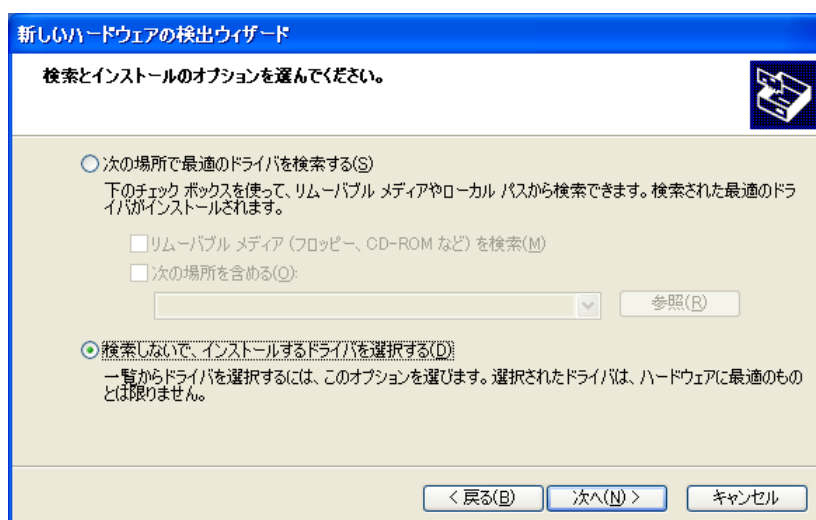 新しいハードウェアの検出ウィザード
検索とインストールのオプションを選んでください。
次の場所で最適のドライバを検索する(S)
下のチェック ボックスを使って、リムーバブル メディアやローカル パスから検索できます。検索された最適のドラ
イバがインストールされます。
リムーバブル メディア (フロッピー、CD-ROM など) を検索(M)
次の場所を含める(O):
参照(R)
検索しないで、インストールするドライバを選択する(D)
一覧からドライバを選択するには、このオプションを選びます。選択されたドライバは、ハードウェアに最適のもの
とは限りません。
< 戻る(B) 次へ(N) > キャンセル